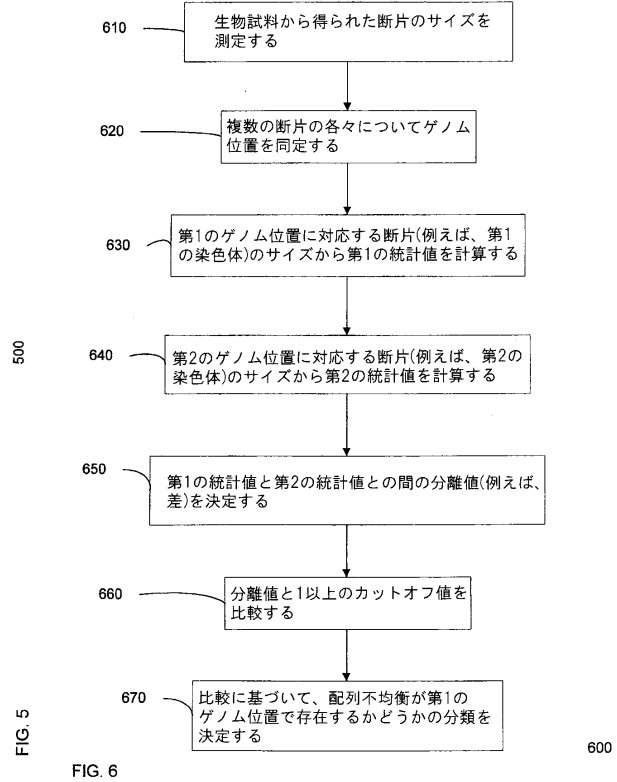 610
生物試料から得られた断片のサイズを
測定する
620
複数の断片の各々についてゲノム
位置を同定する
630
第1のゲノム位置に対応する断片(例えば、第1
の染色体)のサイズから第1の統計値を計算する
640
第2のゲノム位置に対応する断片(例えば、第2の
染色体)のサイズから第2の統計値を計算する
500
650
第1の統計値と第2の統計値との間の分離値(例えば、
差)を決定する
660
分離値と1以上のカットオフ値を
比較する
670
比較に基づいて、配列不均衡が第1の
ゲノム位置で存在するかどうかの分類を
決定する
600
FIG. 5
FIG. 6